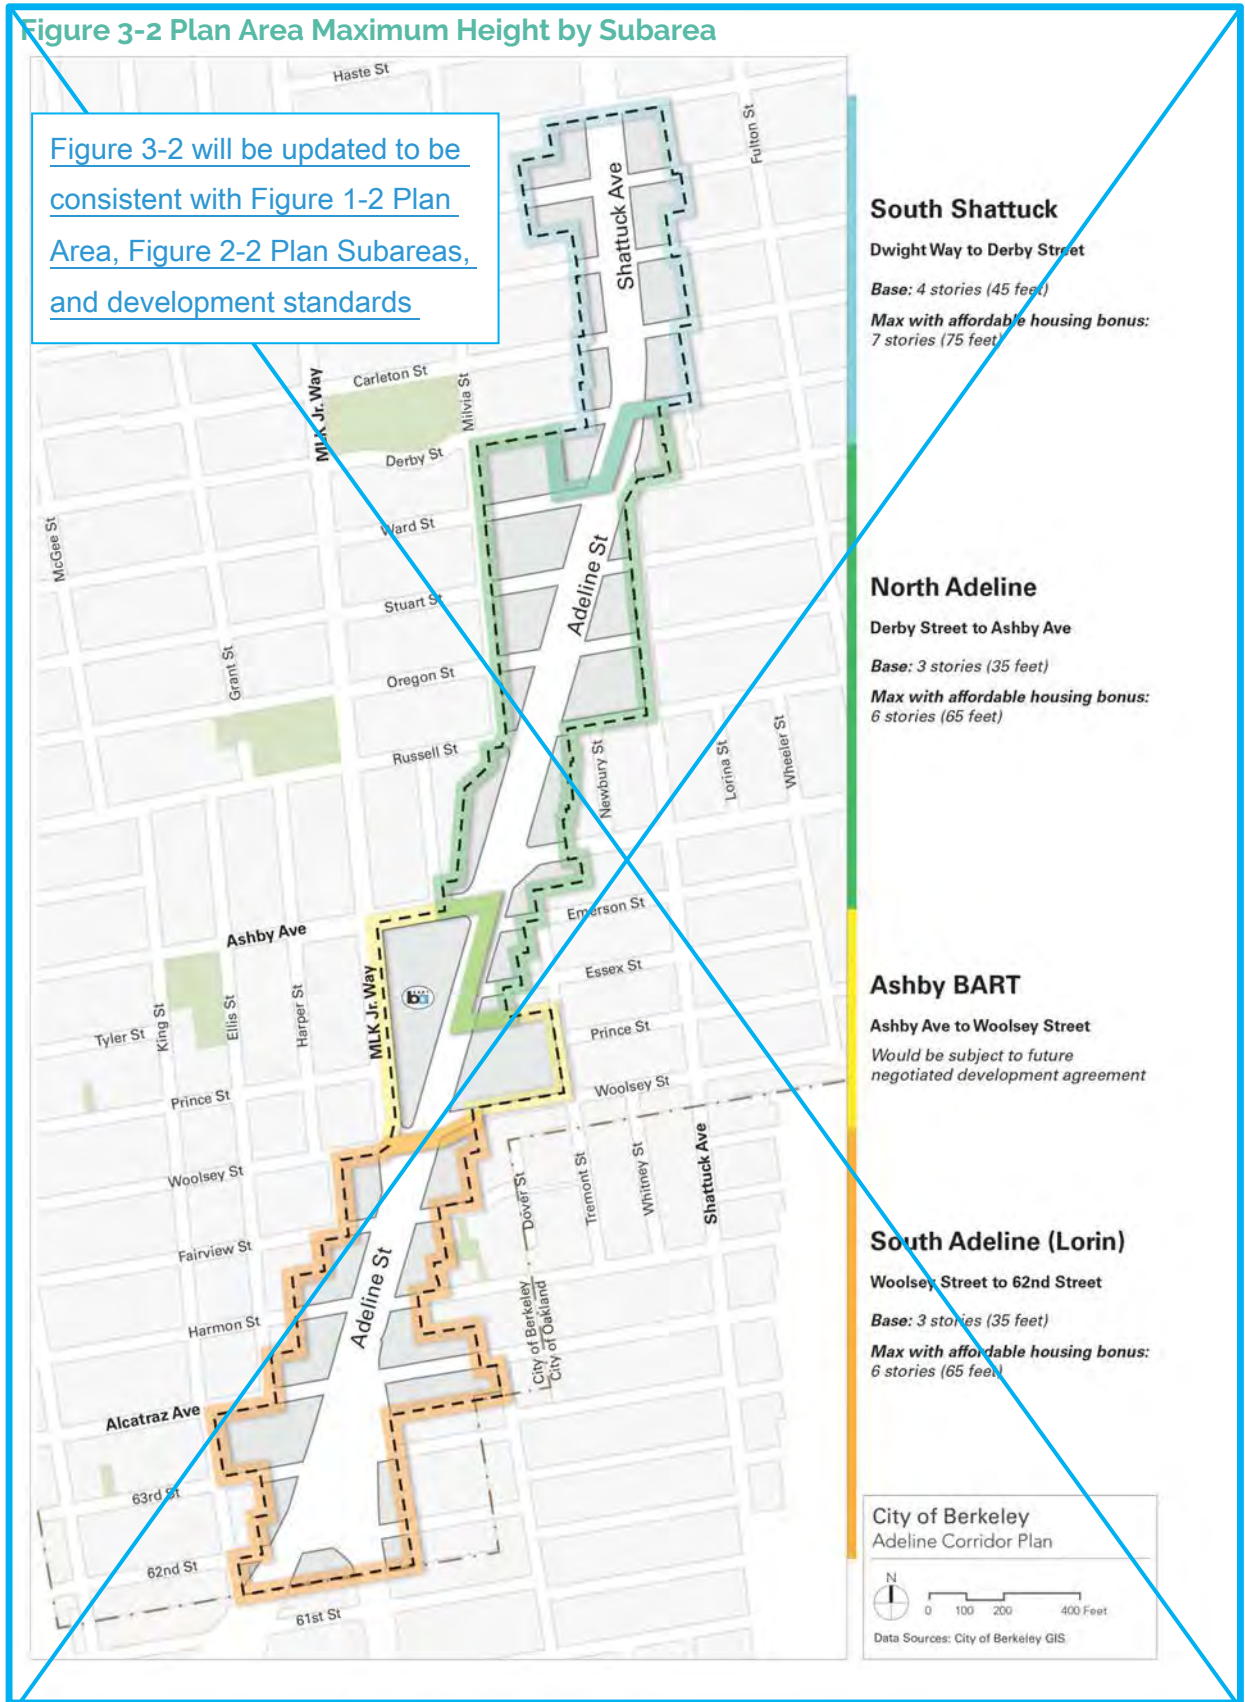 Figure 3-2 Plan Area Maximum Height by Subarea
Haste St
Figure 3-2 will be updated to be
consistent with Figure 1-2 Plan
Area, Figure 2-2 Plan Subareas,
and development standards
Fulton St
Shattuck Ave
South Shattuck
Dwight Way to Derby Street
Base: 4 stories (45 feet)
Max with affordable housing bonus:
7 stories (75 feet)
Carleton St
MLK Jr. Way
Milvia St
Derby St
McGee St
Ward St
Adeline St
Stuart St
North Adeline
Derby Street to Ashby Ave
Base: 3 stories (35 feet)
Max with affordable housing bonus:
6 stories (65 feet)
Grant St
Oregon St
Russell St
Newbury St
Lorina St
Wheeler St
Emerson St
Ashby Ave
Essex St
MLK Jr. Way
ba
Ashby BART
Ashby Ave to Woolsey Street
Would be subject to future
negotiated development agreement
Tyler St
King St
Ellis St
Harper St
Prince St
Woolsey St
Prince St
Woolsey St
Dover St
Tremont St
Whitney St
Shattuck Ave
Fairview St
Adeline St
South Adeline (Lorin)
Woolsey Street to 62nd Street
Base: 3 stories (35 feet)
Max with affordable housing bonus:
6 stories (65 feet)
Harmon St
City of Berkeley
City of Oakland
Alcatraz Ave
63rd St
62nd St
61st St
City of Berkeley
Adeline Corridor Plan
N
0 100 200 400 Feet
Data Sources: City of Berkeley GIS